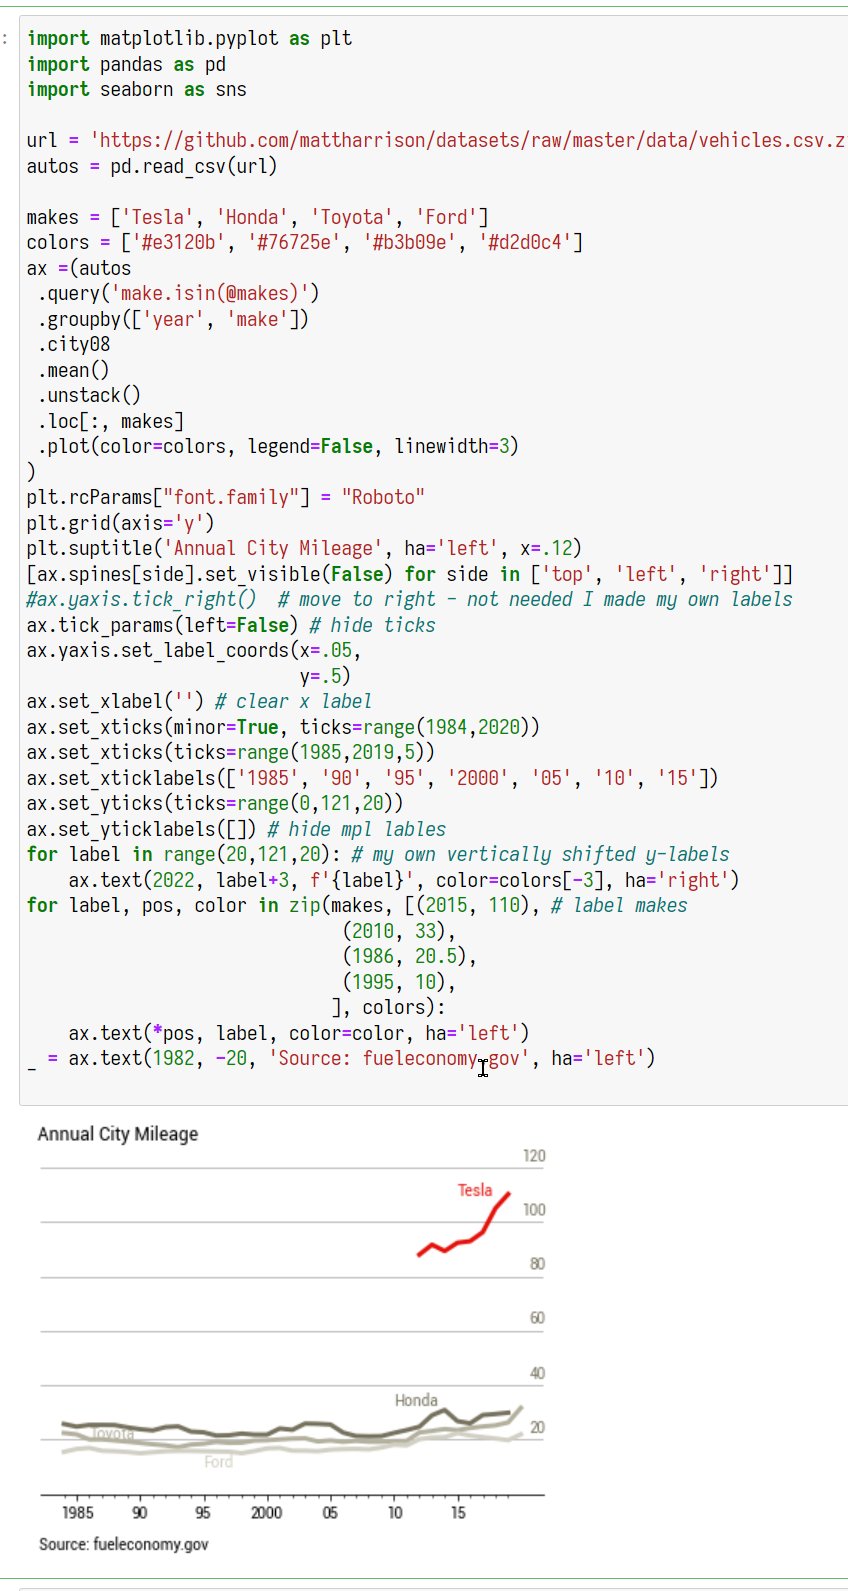 :
import matplotlib.pyplot as plt
import pandas as pd
import seaborn as sns
url = 'https://github.com/mattharrison/datasets/raw/master/data/vehicles.csv.z
autos = pd.read_csv(url)
makes = ['Tesla', 'Honda', 'Toyota', 'Ford']
colors = ['#e3120b', '#76725e', '#b3b09e', '#d2d0c4']
ax =(autos
 .query('make.isin(@makes)')
 .groupby(['year', 'make'])
 .city08
 .mean()
 .unstack()
 .loc[:, makes]
 .plot(color=colors, legend=False, linewidth=3)
)
plt.rcParams["font.family"] = "Roboto"
plt.grid(axis='y')
plt.suptitle('Annual City Mileage', ha='left', x=.12)
[ax.spines[side].set_visible(False) for side in ['top', 'left', 'right']]
#ax.yaxis.tick_right()  # move to right - not needed I made my own labels
ax.tick_params(left=False) # hide ticks
ax.yaxis.set_label_coords(x=.05,
                          y=.5)
ax.set_xlabel('') # clear x label
ax.set_xticks(minor=True, ticks=range(1984,2020))
ax.set_xticks(ticks=range(1985,2019,5))
ax.set_xticklabels(['1985', '90', '95', '2000', '05', '10', '15'])
ax.set_yticks(ticks=range(0,121,20))
ax.set_yticklabels([]) # hide mpl lables
for label in range(20,121,20): # my own vertically shifted y-labels
    ax.text(2022, label+3, f'{label}', color=colors[-3], ha='right')
for label, pos, color in zip(makes, [(2015, 110), # label makes
                              (2010, 33),
                              (1986, 20.5),
                              (1995, 10),
                             ], colors):
    ax.text(*pos, label, color=color, ha='left')
_ = ax.text(1982, -20, 'Source: fueleconomy.gov', ha='left')
Annual City Mileage
120
Tesla
100
80
60
40
Honda
20
Toyota
Ford
1985 90 95 2000 05 10 15
Source: fueleconomy.gov